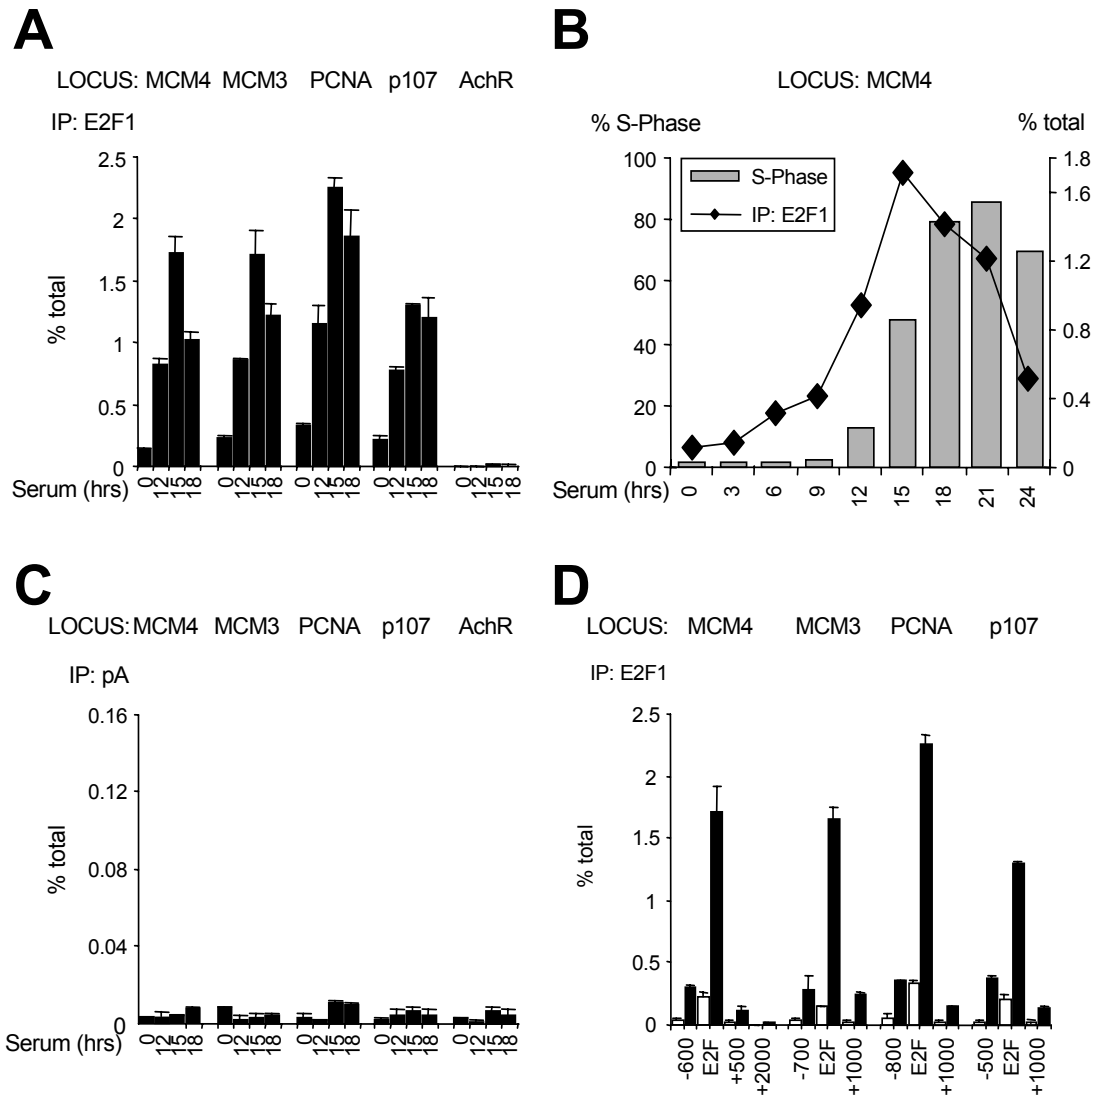 A
LOCUS: MCM4 MCM3 PCNA p107 AchR
IP: E2F1
% total
2.5
2
1.5
1
0.5
0
Serum (hrs) 0 12 15 18 0 12 15 18 0 12 15 18 0 12 15 18 0 12 15 18
B
LOCUS: MCM4
% S-Phase
% total
S-Phase
IP: E2F1
100
80
60
40
20
0
1.8
1.6
1.2
0.8
0.4
0
Serum (hrs) 0 3 6 9 12 15 18 21 24
C
LOCUS: MCM4 MCM3 PCNA p107 AchR
IP: pA
% total
0.16
0.12
0.08
0.04
0
Serum (hrs) 0 12 15 18 0 12 15 18 0 12 15 18 0 12 15 18 0 12 15 18
D
LOCUS: MCM4 MCM3 PCNA p107
IP: E2F1
% total
2.5
2
1.5
1
0.5
0
-600 E2F +500 +2000 -700 E2F +1000 -800 E2F +1000 -500 E2F +1000